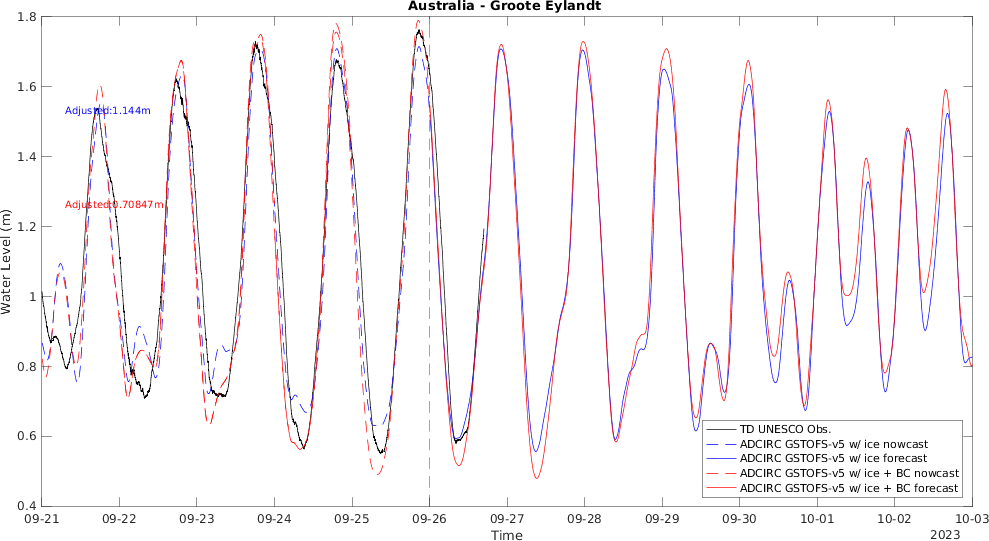 Australia - Groote Eylandt
1.8
1.6
1.4
1.2
1
0.8
0.6
0.4
Water Level (m)
Adjusted:1.144m
Adjusted:0.70847m
TD UNESCO Obs.
ADCIRC GSTOFS-v5 w/ ice nowcast
ADCIRC GSTOFS-v5 w/ ice forecast
ADCIRC GSTOFS-v5 w/ ice + BC nowcast
ADCIRC GSTOFS-v5 w/ ice + BC forecast
09-21 09-22 09-23 09-24 09-25 09-26 09-27 09-28 09-29 09-30 10-01 10-02 10-03
Time
2023